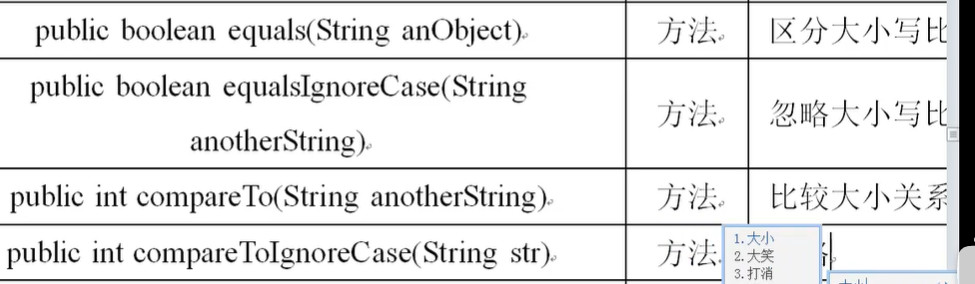 public boolean equals(String anObject) 方法 区分大小写比
public boolean equalsIgnoreCase(String
anotherString) 方法 忽略大小写比
public int compareTo(String anotherString) 方法 比较大小关系
public int compareToIgnoreCase(String str) 方法
1.大小
2.大笑
3.打消